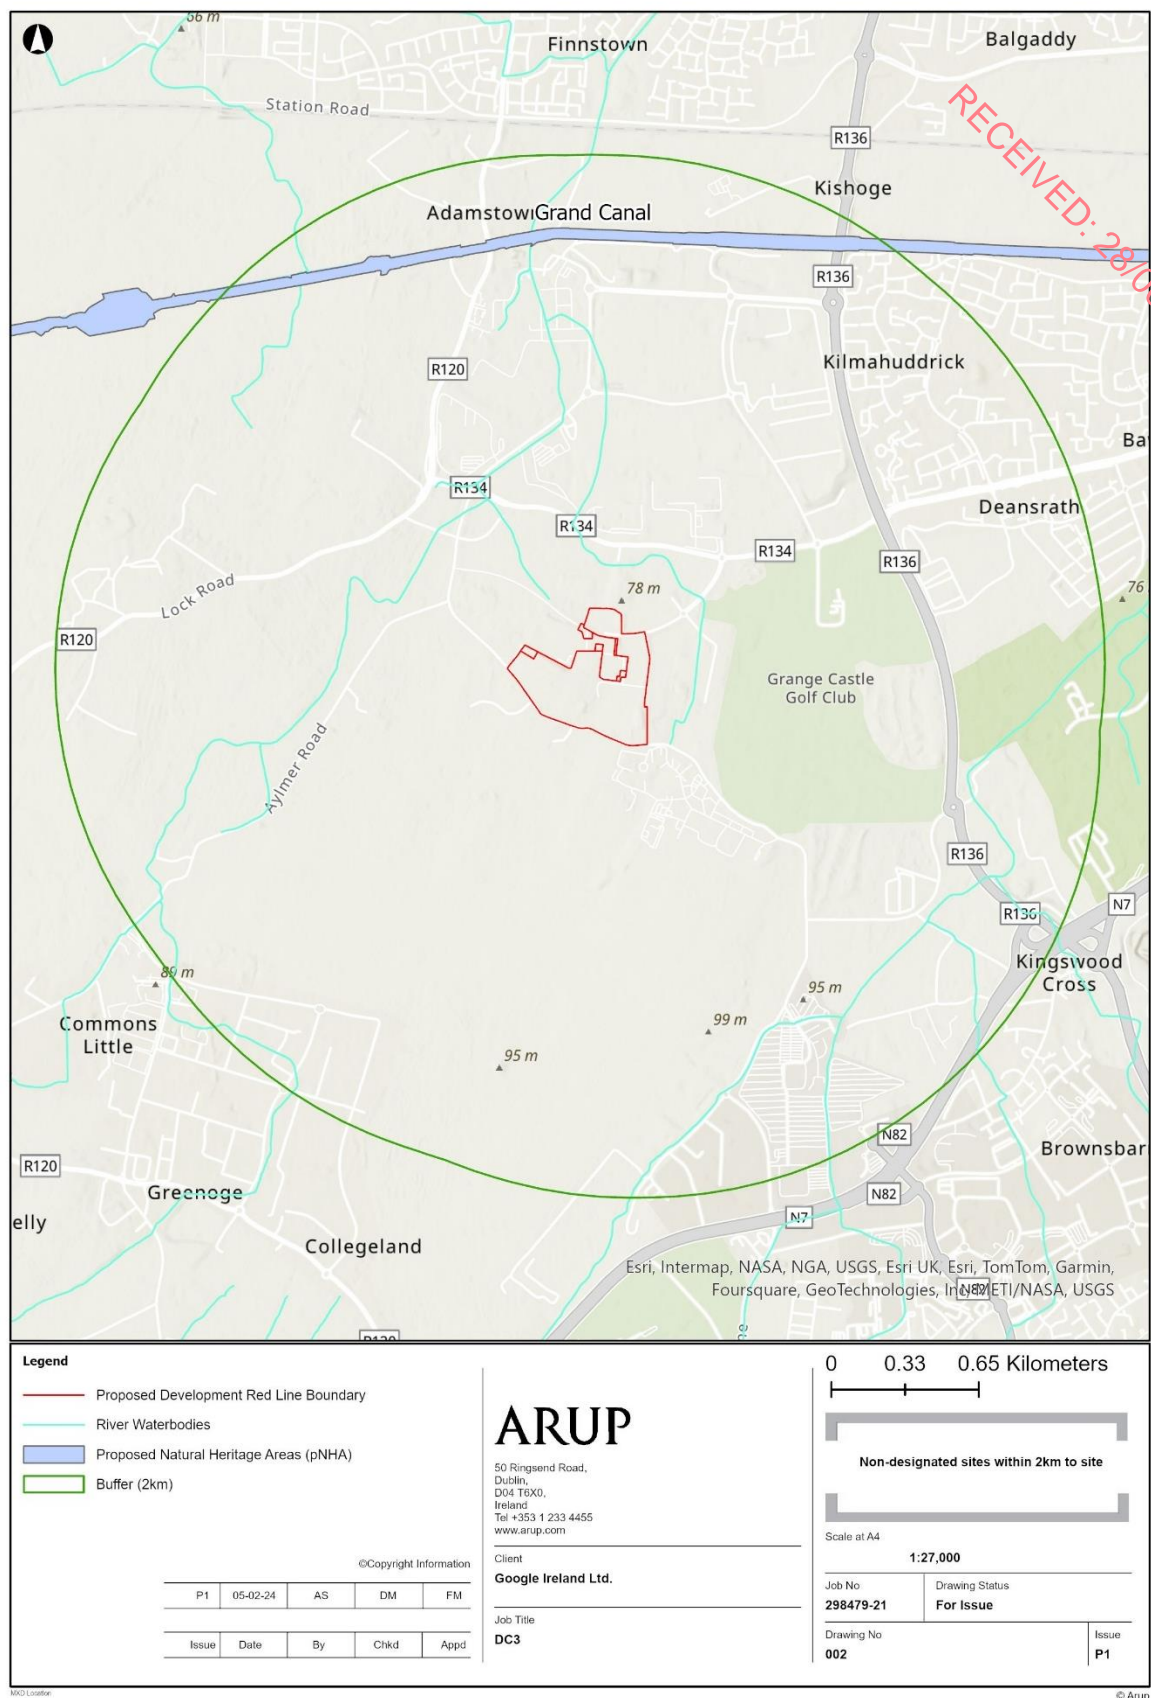 56 m
Finnstown
Balgaddy
Station Road
RECEIVED: 28/0
R136
Kishoge
Adamstow
Grand Canal
R136
Kilmahuddrick
R120
Ba
R134
Deansrath
R134
R134
R136
78 m
76
Lock Road
R120
Grange Castle
Golf Club
Aylmer Road
R136
N7
R136
Kingswood
Cross
89 m
95 m
99 m
Commons
Little
95 m
N82
Brownsbar
R120
Greenoge
N82
N7
elly
Collegeland
Esri, Intermap, NASA, NGA, USGS, Esri UK, Esri, TomTom, Garmin,
Foursquare, GeoTechnologies, Inc, METI/NASA, USGS
N82
ne
R120
Legend
Proposed Development Red Line Boundary
River Waterbodies
Proposed Natural Heritage Areas (pNHA)
Buffer (2km)
©Copyright Information
P1 05-02-24 AS DM FM
Issue Date By Chkd Appd
ARUP
50 Ringsend Road,
Dublin,
D04 T6X0,
Ireland
Tel +353 1 233 4455
www.arup.com
Client
Google Ireland Ltd.
Job Title
DC3
0 0.33 0.65 Kilometers
Non-designated sites within 2km to site
Scale at A4
1:27,000
Job No
298479-21
Drawing Status
For Issue
Drawing No
002
Issue
P1
MXD Location
© Arup